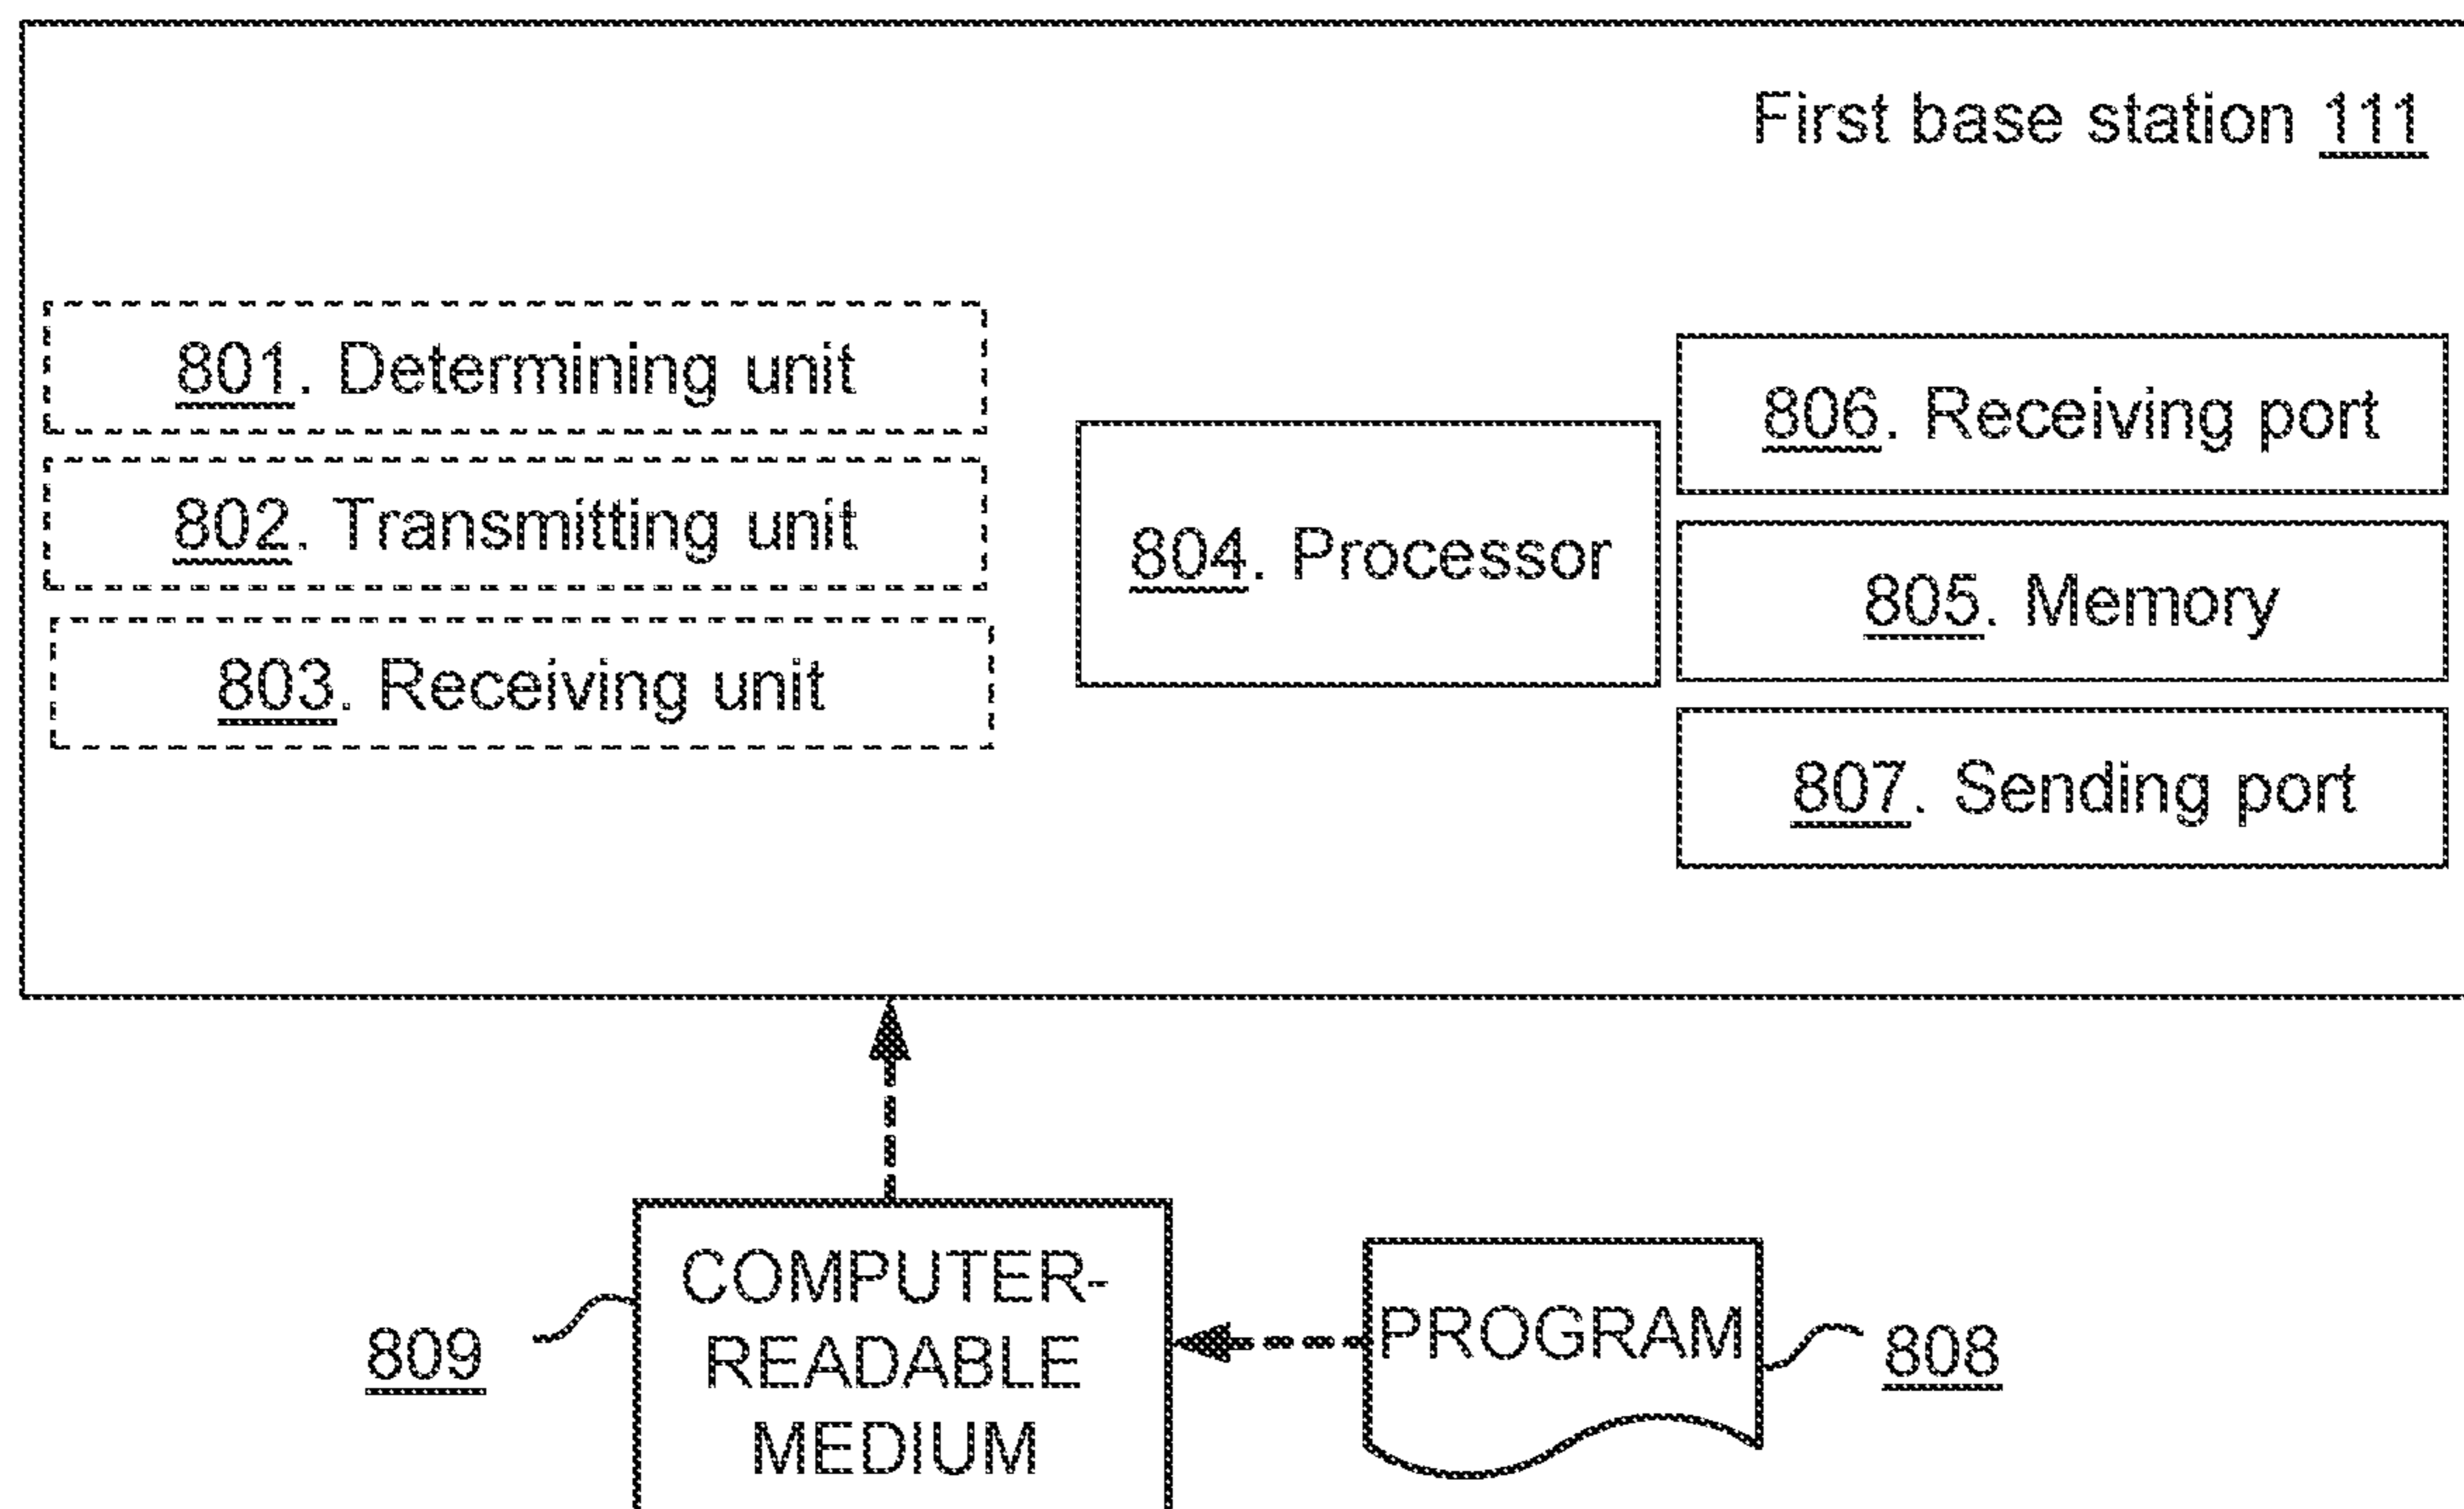 First base station 111
801. Determining unit
802. Transmitting unit
803. Receiving unit
804. Processor
806. Receiving port
805. Memory
807. Sending port
COMPUTER-
READABLE
MEDIUM
809
PROGRAM
808